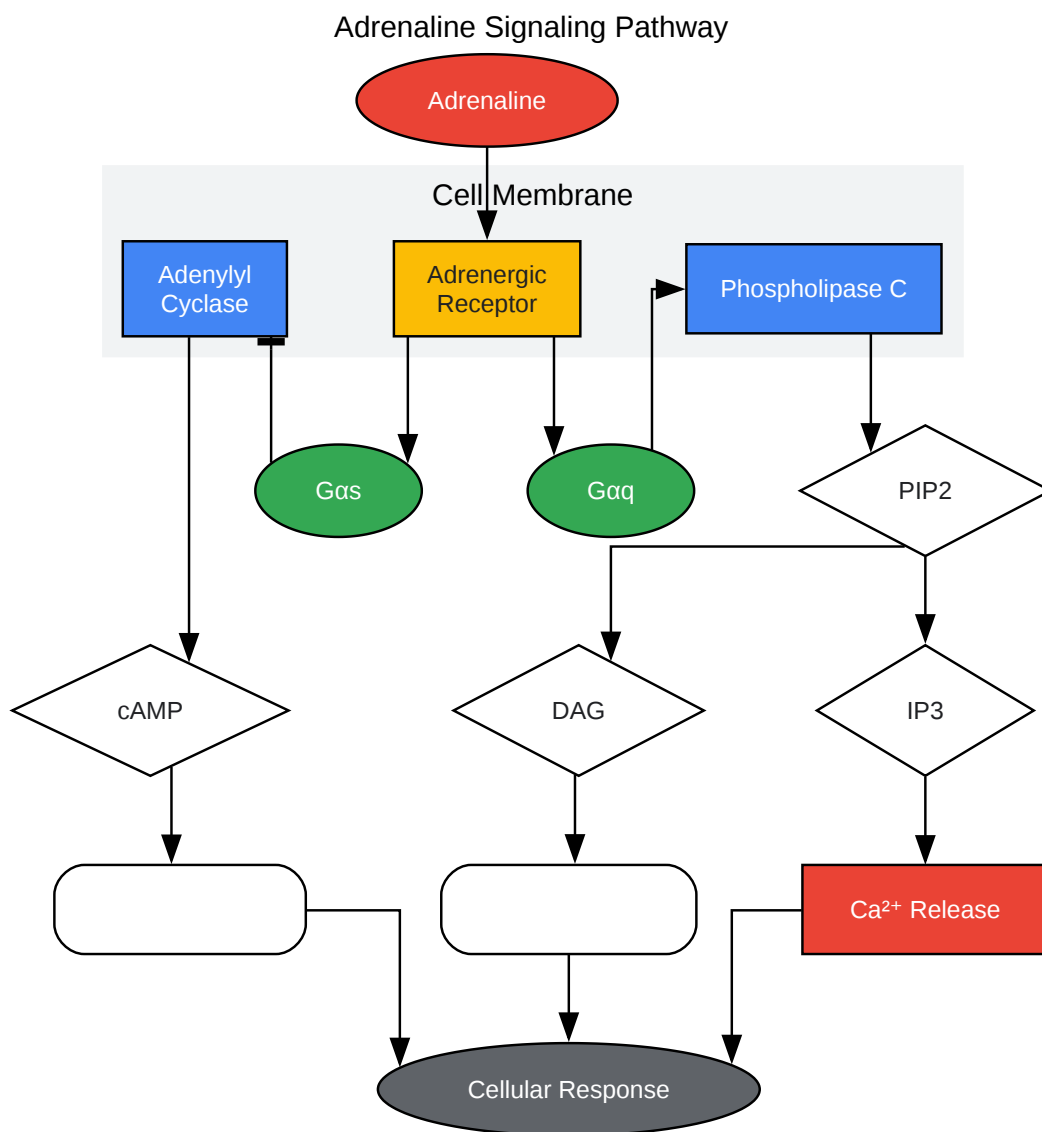 Adrenaline Signaling Pathway
Adrenaline
Cell Membrane
Adenylyl
Cyclase
Adrenergic
Receptor
Phospholipase C
Gαs
Gαq
PIP2
cAMP
DAG
IP3
Ca²⁺ Release
Cellular Response